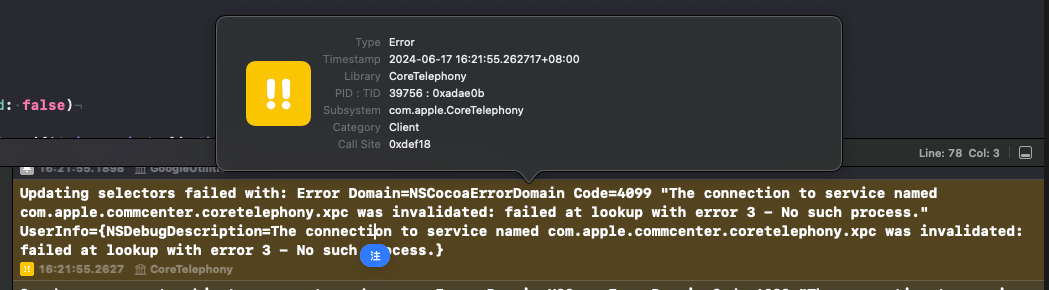 Type Error
Timestamp 2024-06-17 16:21:55.262717+08:00
Library CoreTelephony
PID : TID 39756 : 0xadae0b
Subsystem com.apple.CoreTelephony
Category Client
Call Site 0xdef18
!!
d: false)¬
Line: 78 Col: 3
16:21:55.1898 GoogleUtilit
Updating selectors failed with: Error Domain=NSCocoaErrorDomain Code=4099 "The connection to service named
com.apple.commcenter.coretelephony.xpc was invalidated: failed at lookup with error 3 - No such process."
UserInfo={NSDebugDescription=The connection to service named com.apple.commcenter.coretelephony.xpc was invalidated:
failed at lookup with error 3 - No such process.}
注
!! 16:21:55.2627 CoreTelephony